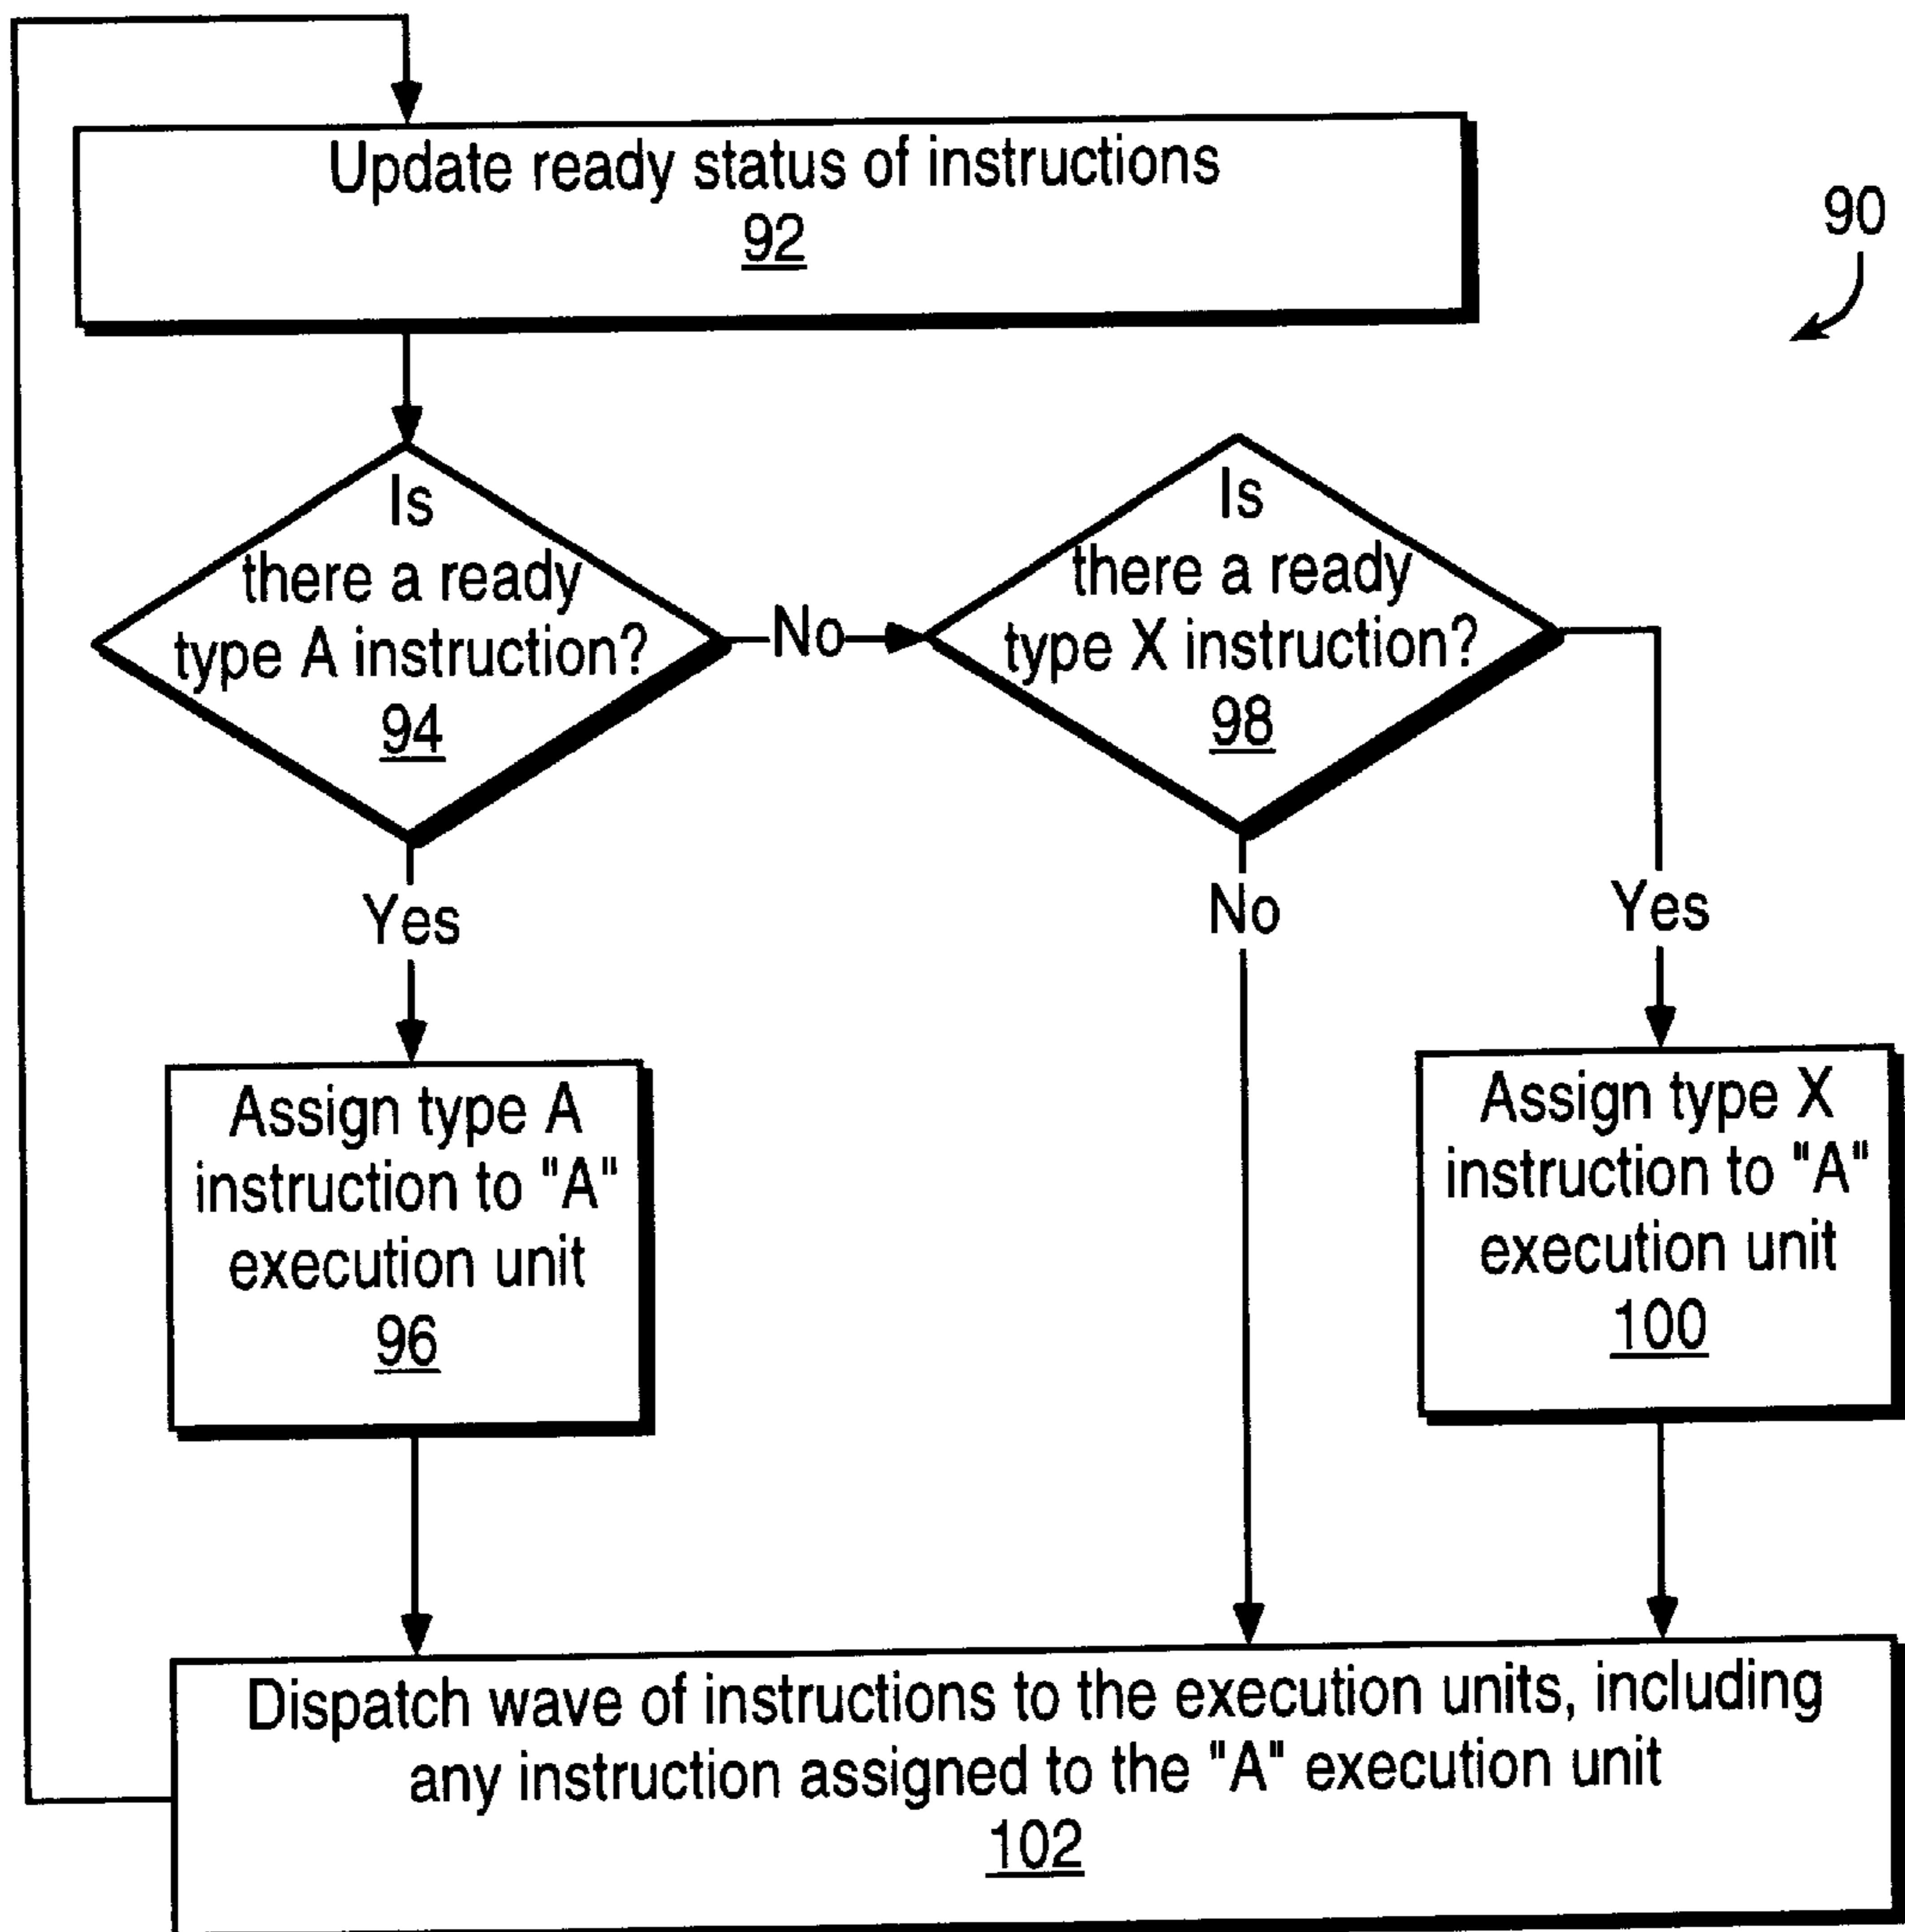 Update ready status of instructions
92
90
Is
there a ready
type A instruction?
94
No
Is
there a ready
type X instruction?
98
Yes
No
Yes
Assign type A
instruction to "A"
execution unit
96
Assign type X
instruction to "A"
execution unit
100
Dispatch wave of instructions to the execution units, including
any instruction assigned to the "A" execution unit
102